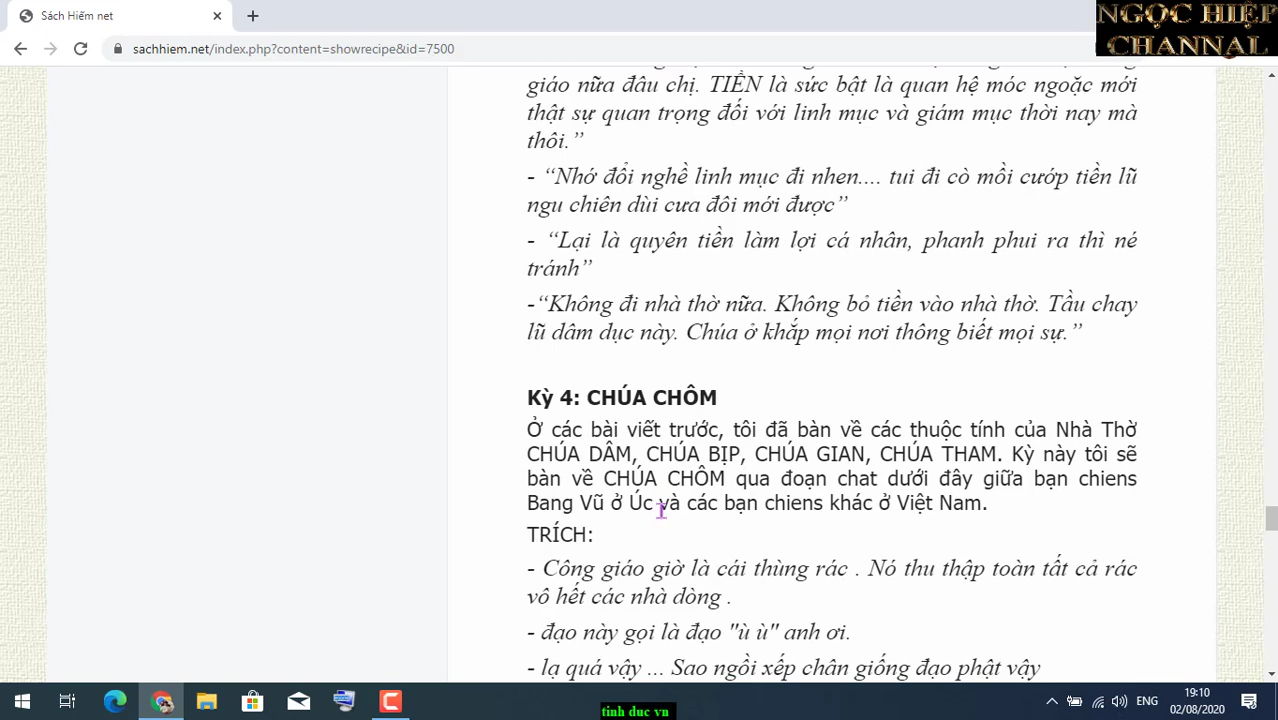 Sách Hiếm net
NGỌC HIỆP
CHANNAL
sachhiem.net/index.php?content=showrecipe&id=7500
giáo nữa đâu chị. TIỀN là sức bật là quan hệ móc ngoặc mới
thật sự quan trọng đối với linh mục và giám mục thời nay mà
thôi.”
- “Nhớ đổi nghề linh mục đi nhen.... tui đi cò mồi cướp tiền lũ
ngu chiên dùi cưa đôi mới được”
- “Lại là quyên tiền làm lợi cá nhân, phanh phui ra thì né
tránh”
-“Không đi nhà thờ nữa. Không bỏ tiền vào nhà thờ. Tẩu chay
lũ dâm dục này. Chúa ở khắp mọi nơi thông biết mọi sự.”
Kỳ 4: CHÚA CHÔM
Ở các bài viết trước, tôi đã bàn về các thuộc tính của Nhà Thờ
CHÚA DÂM, CHÚA BỊP, CHÚA GIAN, CHÚA THAM. Kỳ này tôi sẽ
bàn về CHÚA CHÔM qua đoạn chat dưới đây giữa bạn chiens
Bang Vũ ở Úc và các bạn chiens khác ở Việt Nam.
TRÍCH:
- Công giáo giờ là cái thùng rác . Nó thu thập toàn tất cả rác
vô hết các nhà dòng .
- đạo này gọi là đạo "ù ù" anh ơi.
- lạ quá vậy ... Sao ngồi xếp chân giống đạo phật vậy
ENG
19:10
02/08/2020
tinh duc vn